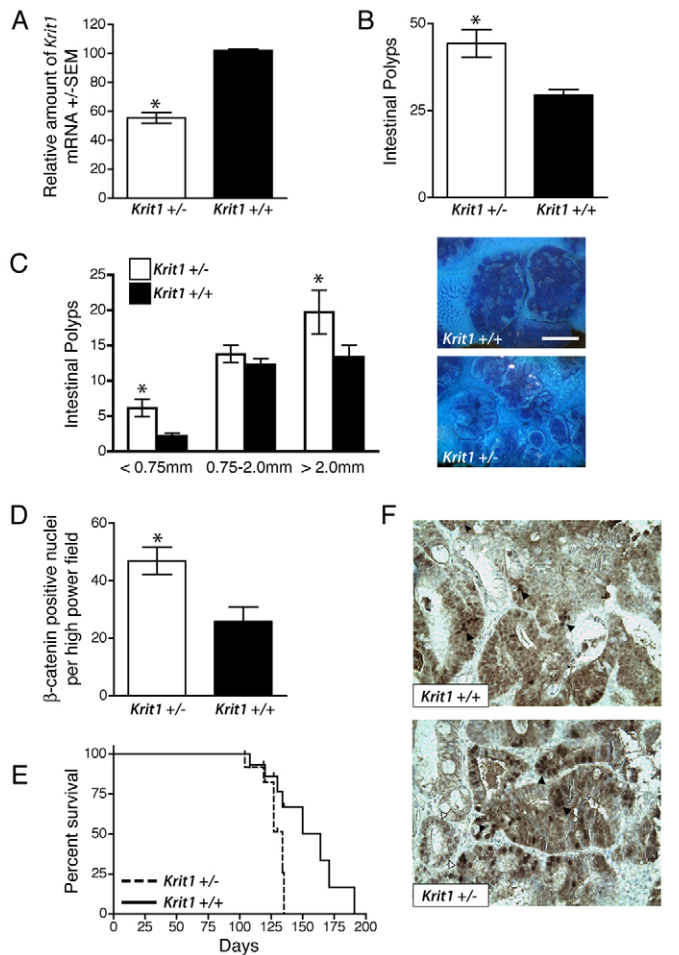 A
Relative amount of Krit1
mRNA +/-SEM
120
100
80
60
40
20
0
*
Krit1 +/-
Krit1 +/+
B
Intestinal Polyps
50
25
0
*
Krit1 +/-
Krit1 +/+
Krit1 +/+
Krit1 +/-
C
Intestinal Polyps
25
20
15
10
5
0
Krit1 +/-
Krit1 +/+
*
*
< 0.75mm
0.75-2.0mm
> 2.0mm
D
β-catenin positive nuclei
per high power field
60
40
20
0
*
Krit1 +/-
Krit1 +/+
E
Percent survival
100
75
50
25
0
Krit1 +/-
Krit1 +/+
0 25 50 75 100 125 150 175 200
Days
F
Krit1 +/+
Krit1 +/-